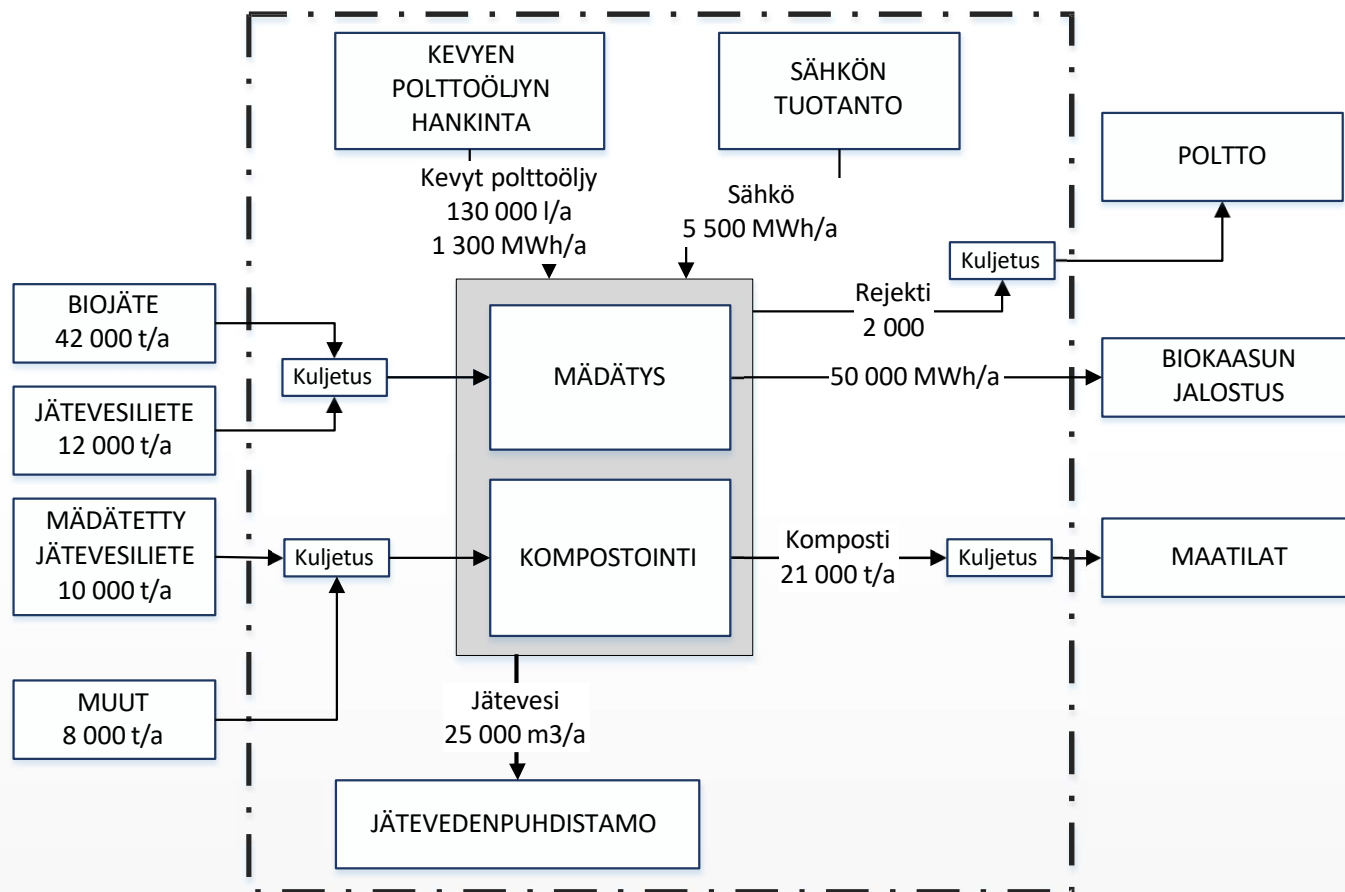 KEVYEN
POLTTOÖLJYN
HANKINTA
SÄHKÖN
TUOTANTO
POLTTO
Kevyt polttoöljy
130 000 l/a
1 300 MWh/a
Sähkö
5 500 MWh/a
Kuljetus
BIOJÄTE
42 000 t/a
Rejekti
2 000
Kuljetus
MÄDÄTYS
50 000 MWh/a
BIOKAASUN
JALOSTUS
JÄTEVESILIETE
12 000 t/a
MÄDÄTETTY
JÄTEVESILIETE
10 000 t/a
Kuljetus
KOMPOSTOINTI
Komposti
21 000 t/a
Kuljetus
MAATILAT
MUUT
8 000 t/a
Jätevesi
25 000 m3/a
JÄTEVEDENPUHDISTAMO